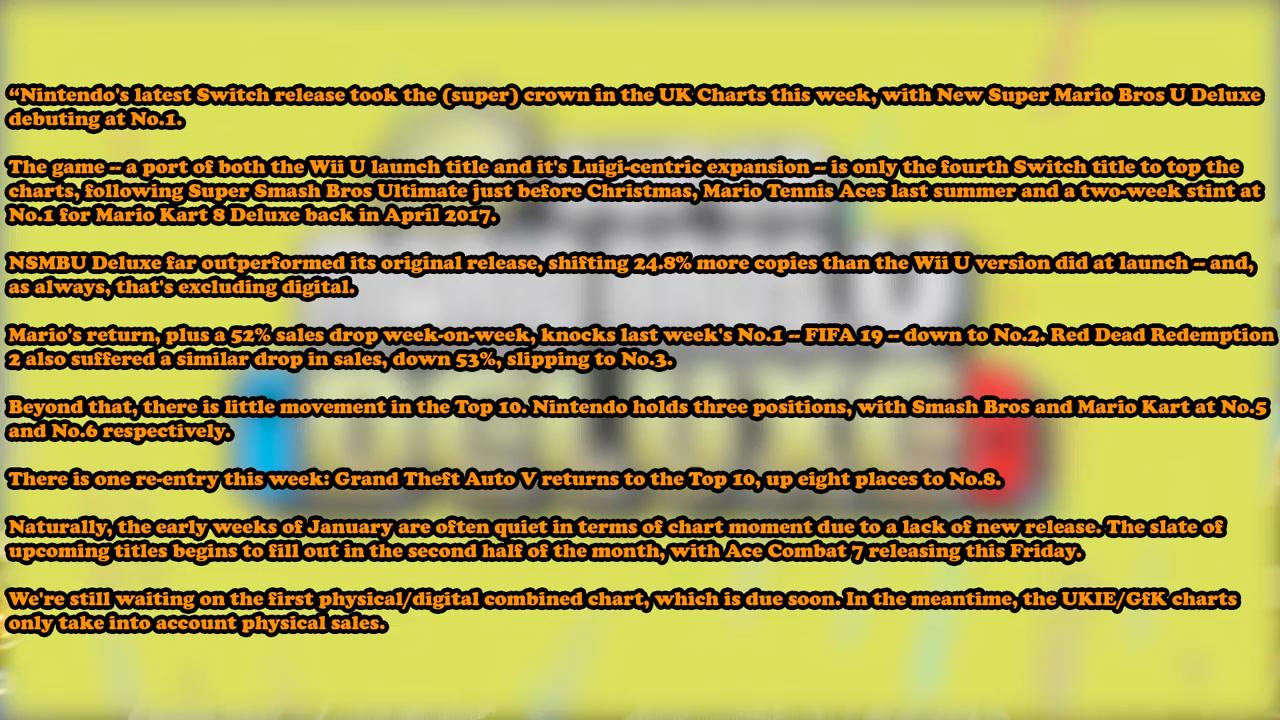 “Nintendo's latest Switch release took the (super) crown in the UK Charts this week, with New Super Mario Bros U Deluxe
debuting at No.1.
The game -- a port of both the Wii U launch title and it's Luigi-centric expansion -- is only the fourth Switch title to top the
charts, following Super Smash Bros Ultimate just before Christmas, Mario Tennis Aces last summer and a two-week stint at
No.1 for Mario Kart 8 Deluxe back in April 2017.
NSMBU Deluxe far outperformed its original release, shifting 24.8% more copies than the Wii U version did at launch -- and,
as always, that's excluding digital.
Mario's return, plus a 52% sales drop week-on-week, knocks last week's No.1 -- FIFA 19 -- down to No.2. Red Dead Redemption
2 also suffered a similar drop in sales, down 53%, slipping to No.3.
Beyond that, there is little movement in the Top 10. Nintendo holds three positions, with Smash Bros and Mario Kart at No.5
and No.6 respectively.
There is one re-entry this week: Grand Theft Auto V returns to the Top 10, up eight places to No.8.
Naturally, the early weeks of January are often quiet in terms of chart moment due to a lack of new release. The slate of
upcoming titles begins to fill out in the second half of the month, with Ace Combat 7 releasing this Friday.
We're still waiting on the first physical/digital combined chart, which is due soon. In the meantime, the UKIE/GfK charts
only take into account physical sales.